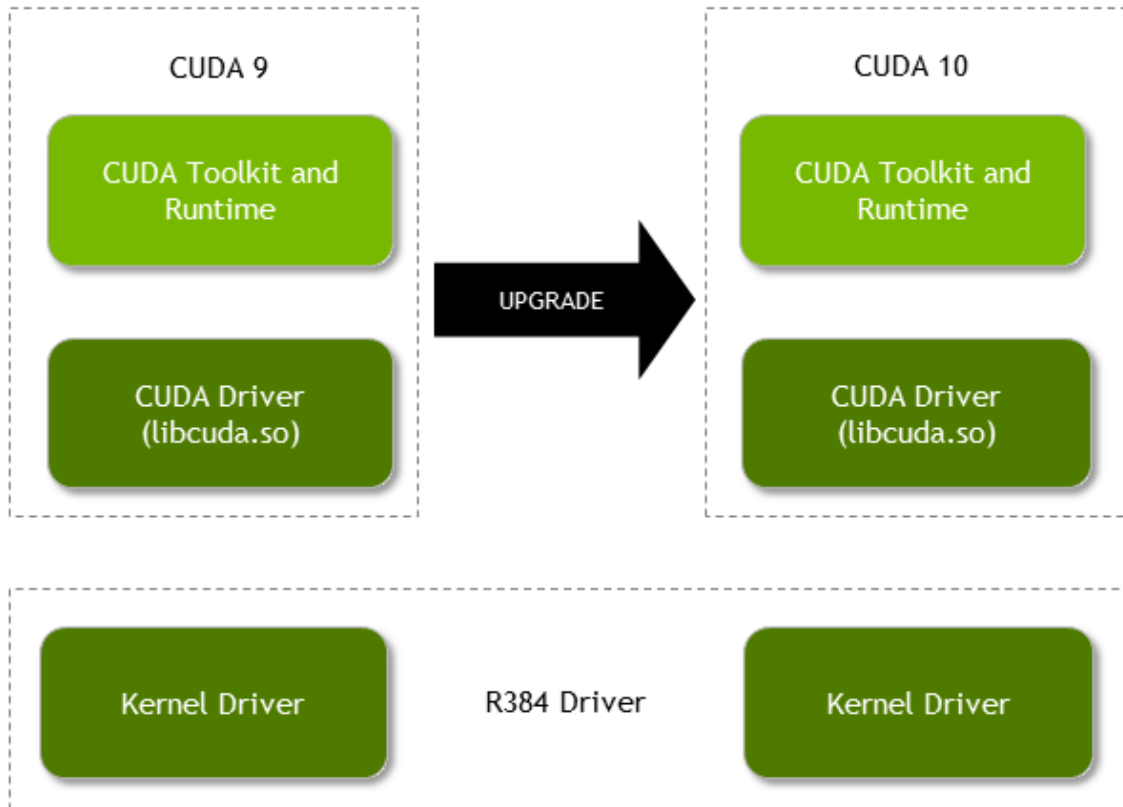 CUDA 9
CUDA Toolkit and
Runtime
CUDA Driver
(libcuda.so)
UPGRADE
CUDA 10
CUDA Toolkit and
Runtime
CUDA Driver
(libcuda.so)
Kernel Driver
R384 Driver
Kernel Driver